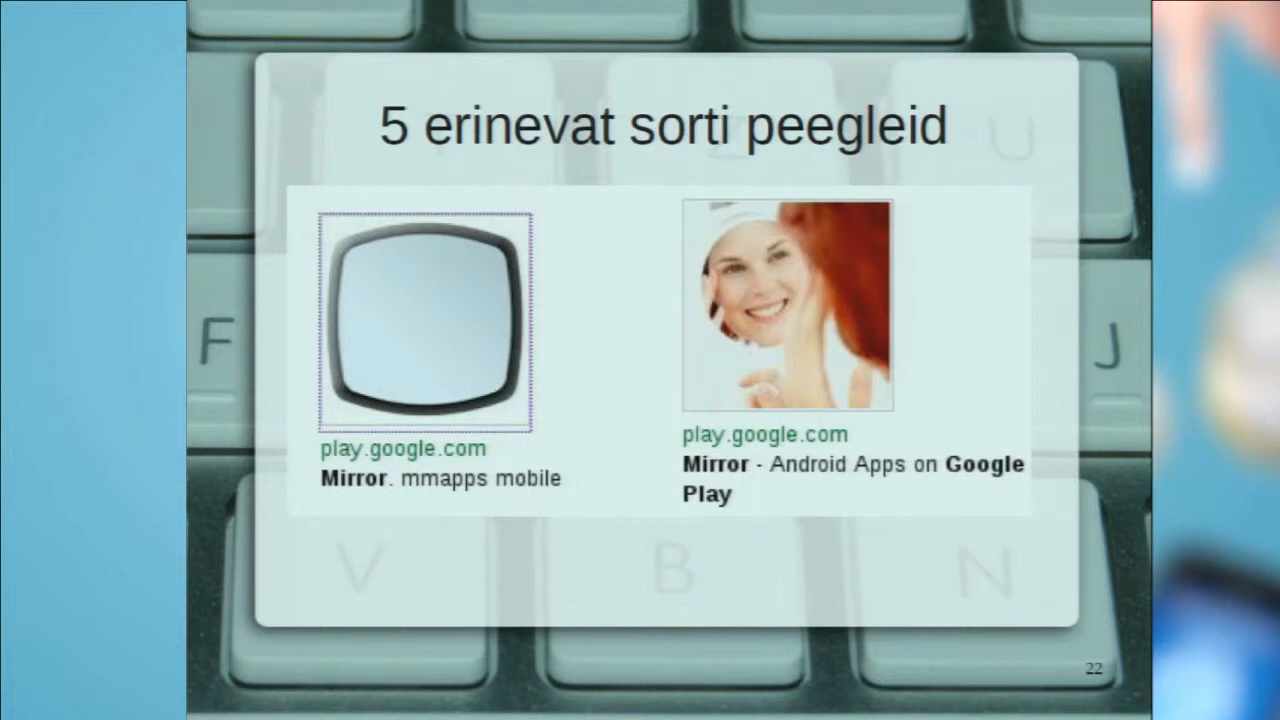 5 erinevat sorti peegleid
play.google.com
Mirror. mmapps mobile
play.google.com
Mirror - Android Apps on Google
Play
Z
U
F
J
V
B
N
22